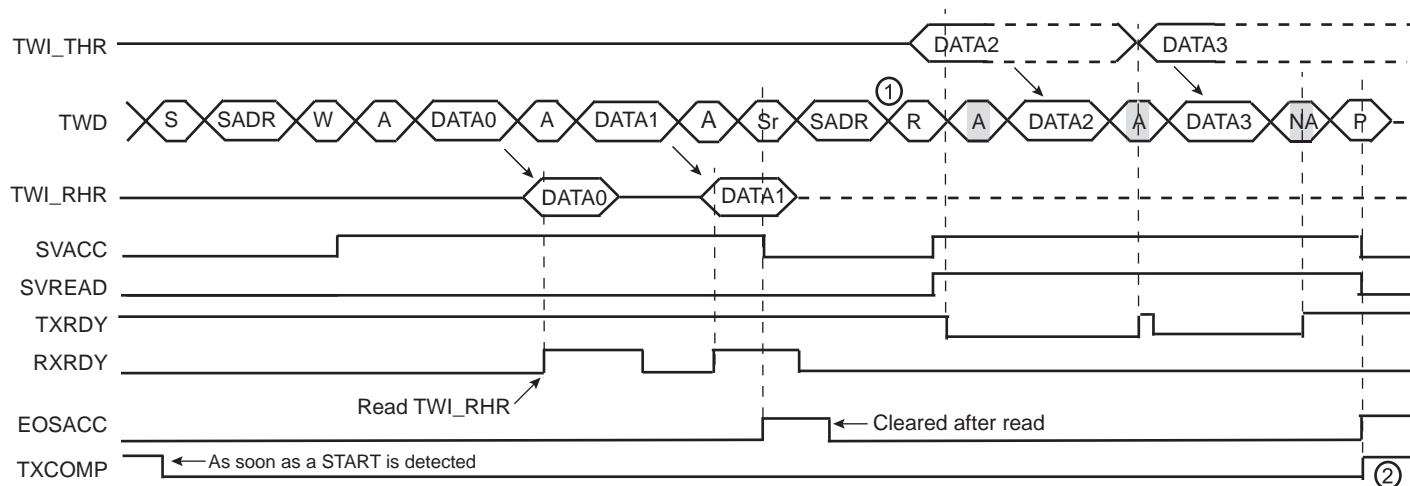 TWI_THR DATA2 DATA3
①
TWD S SADR W A DATA0 A DATA1 A Sr SADR R A DATA2 A DATA3 NA P
TWI_RHR DATA0 DATA1
SVACC
SVREAD
TXRDY
RXRDY
Read TWI_RHR
EOSACC Cleared after read
TXCOMP As soon as a START is detected ②